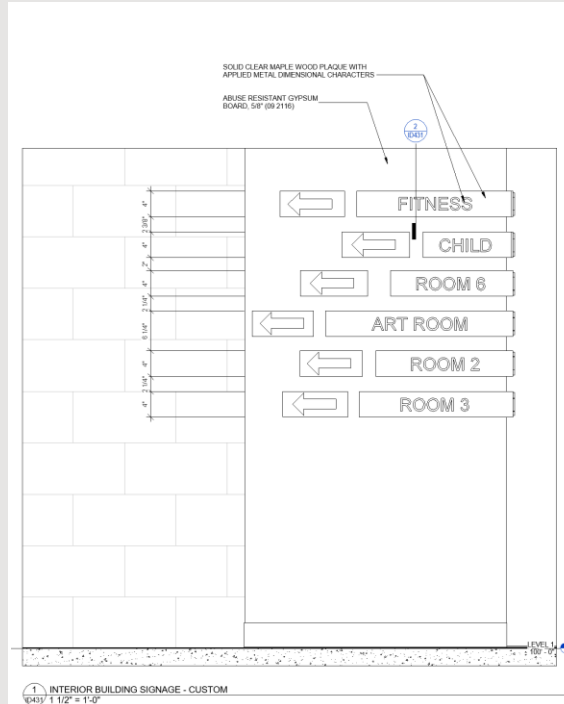 SOLID CLEAR MAPLE WOOD PLAQUE WITH
APPLIED METAL DIMENSIONAL CHARACTERS
ABUSE RESISTANT GYPSUM
BOARD, 5/8" (09 2116)
2
ID431
4"
FITNESS
2 3/8"
4"
CHILD
2"
4"
ROOM 6
2 1/4"
6 1/4"
ART ROOM
4"
ROOM 2
2 1/4"
4"
ROOM 3
LEVEL 1
100' - 0"
1
INTERIOR BUILDING SIGNAGE - CUSTOM
ID431
1 1/2" = 1'-0"